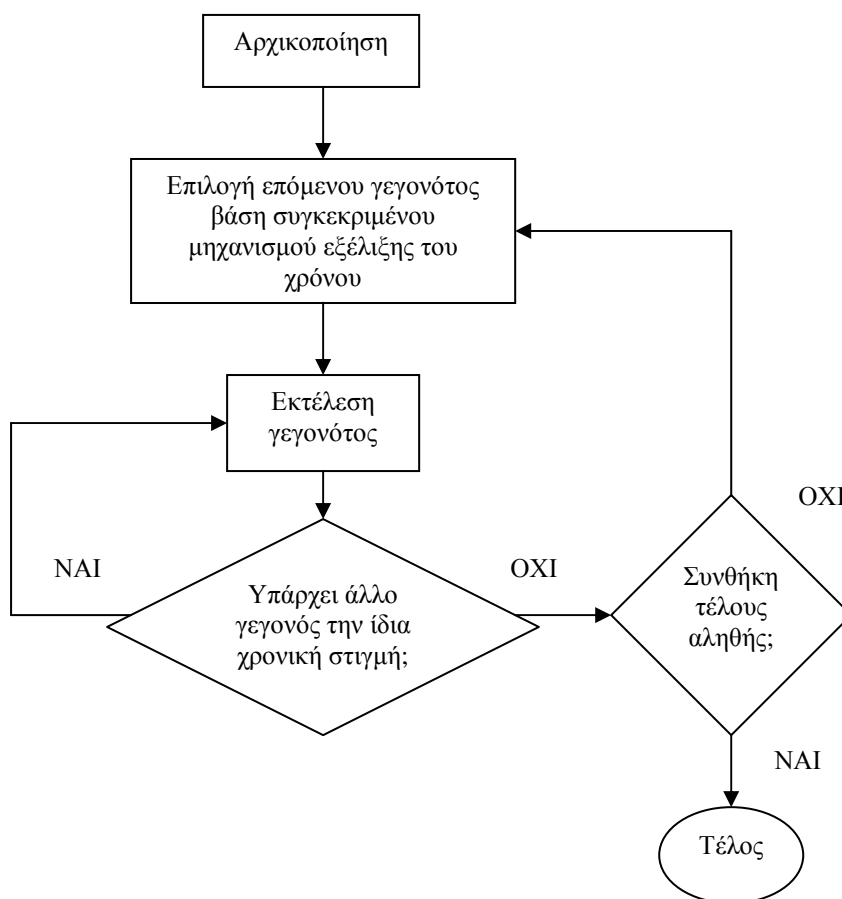 Αρχικοποίηση
Επιλογή επόμενου γεγονότος
βάση συγκεκριμένου
μηχανισμού εξέλιξης του
χρόνου
Εκτέλεση
γεγονότος
ΝΑΙ
Υπάρχει άλλο
γεγονός την ίδια
χρονική στιγμή;
ΟΧΙ
Συνθήκη
τέλους
αληθής;
ΟΧΙ
ΝΑΙ
Τέλος